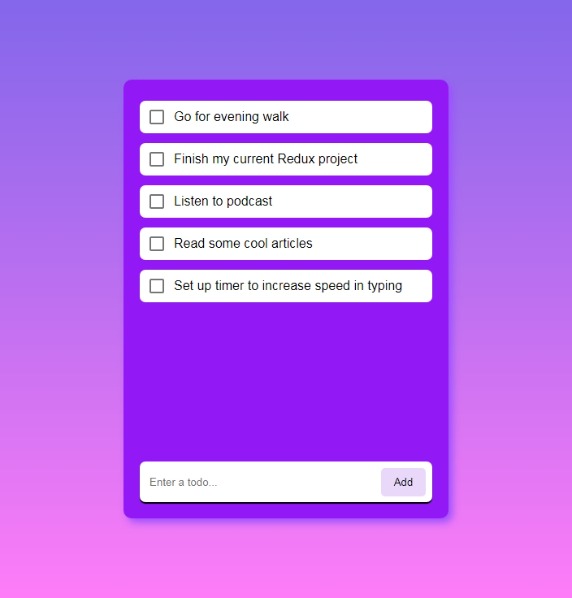 Go for evening walk
Finish my current Redux project
Listen to podcast
Read some cool articles
Set up timer to increase speed in typing
Enter a todo... Add